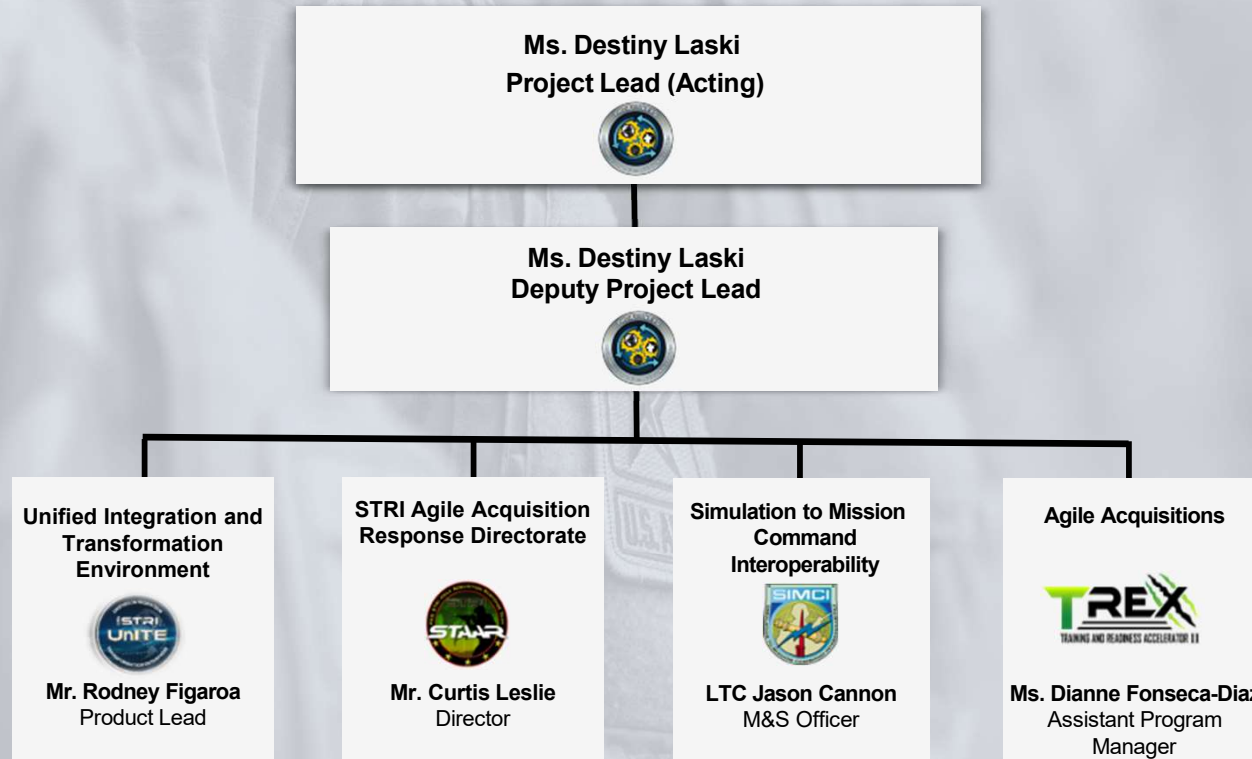 Ms. Destiny Laski
Project Lead (Acting)
Ms. Destiny Laski
Deputy Project Lead
Unified Integration and
Transformation
Environment
STRI
UNITE
Mr. Rodney Figaroa
Product Lead
STRI Agile Acquisition
Response Directorate
STAAR
Mr. Curtis Leslie
Director
Simulation to Mission
Command
Interoperability
SIMCI
LTC Jason Cannon
M&S Officer
Agile Acquisitions
TREX
TRAINING AND READINESS ACCELERATOR II
Ms. Dianne Fonseca-Diaz
Assistant Program
Manager